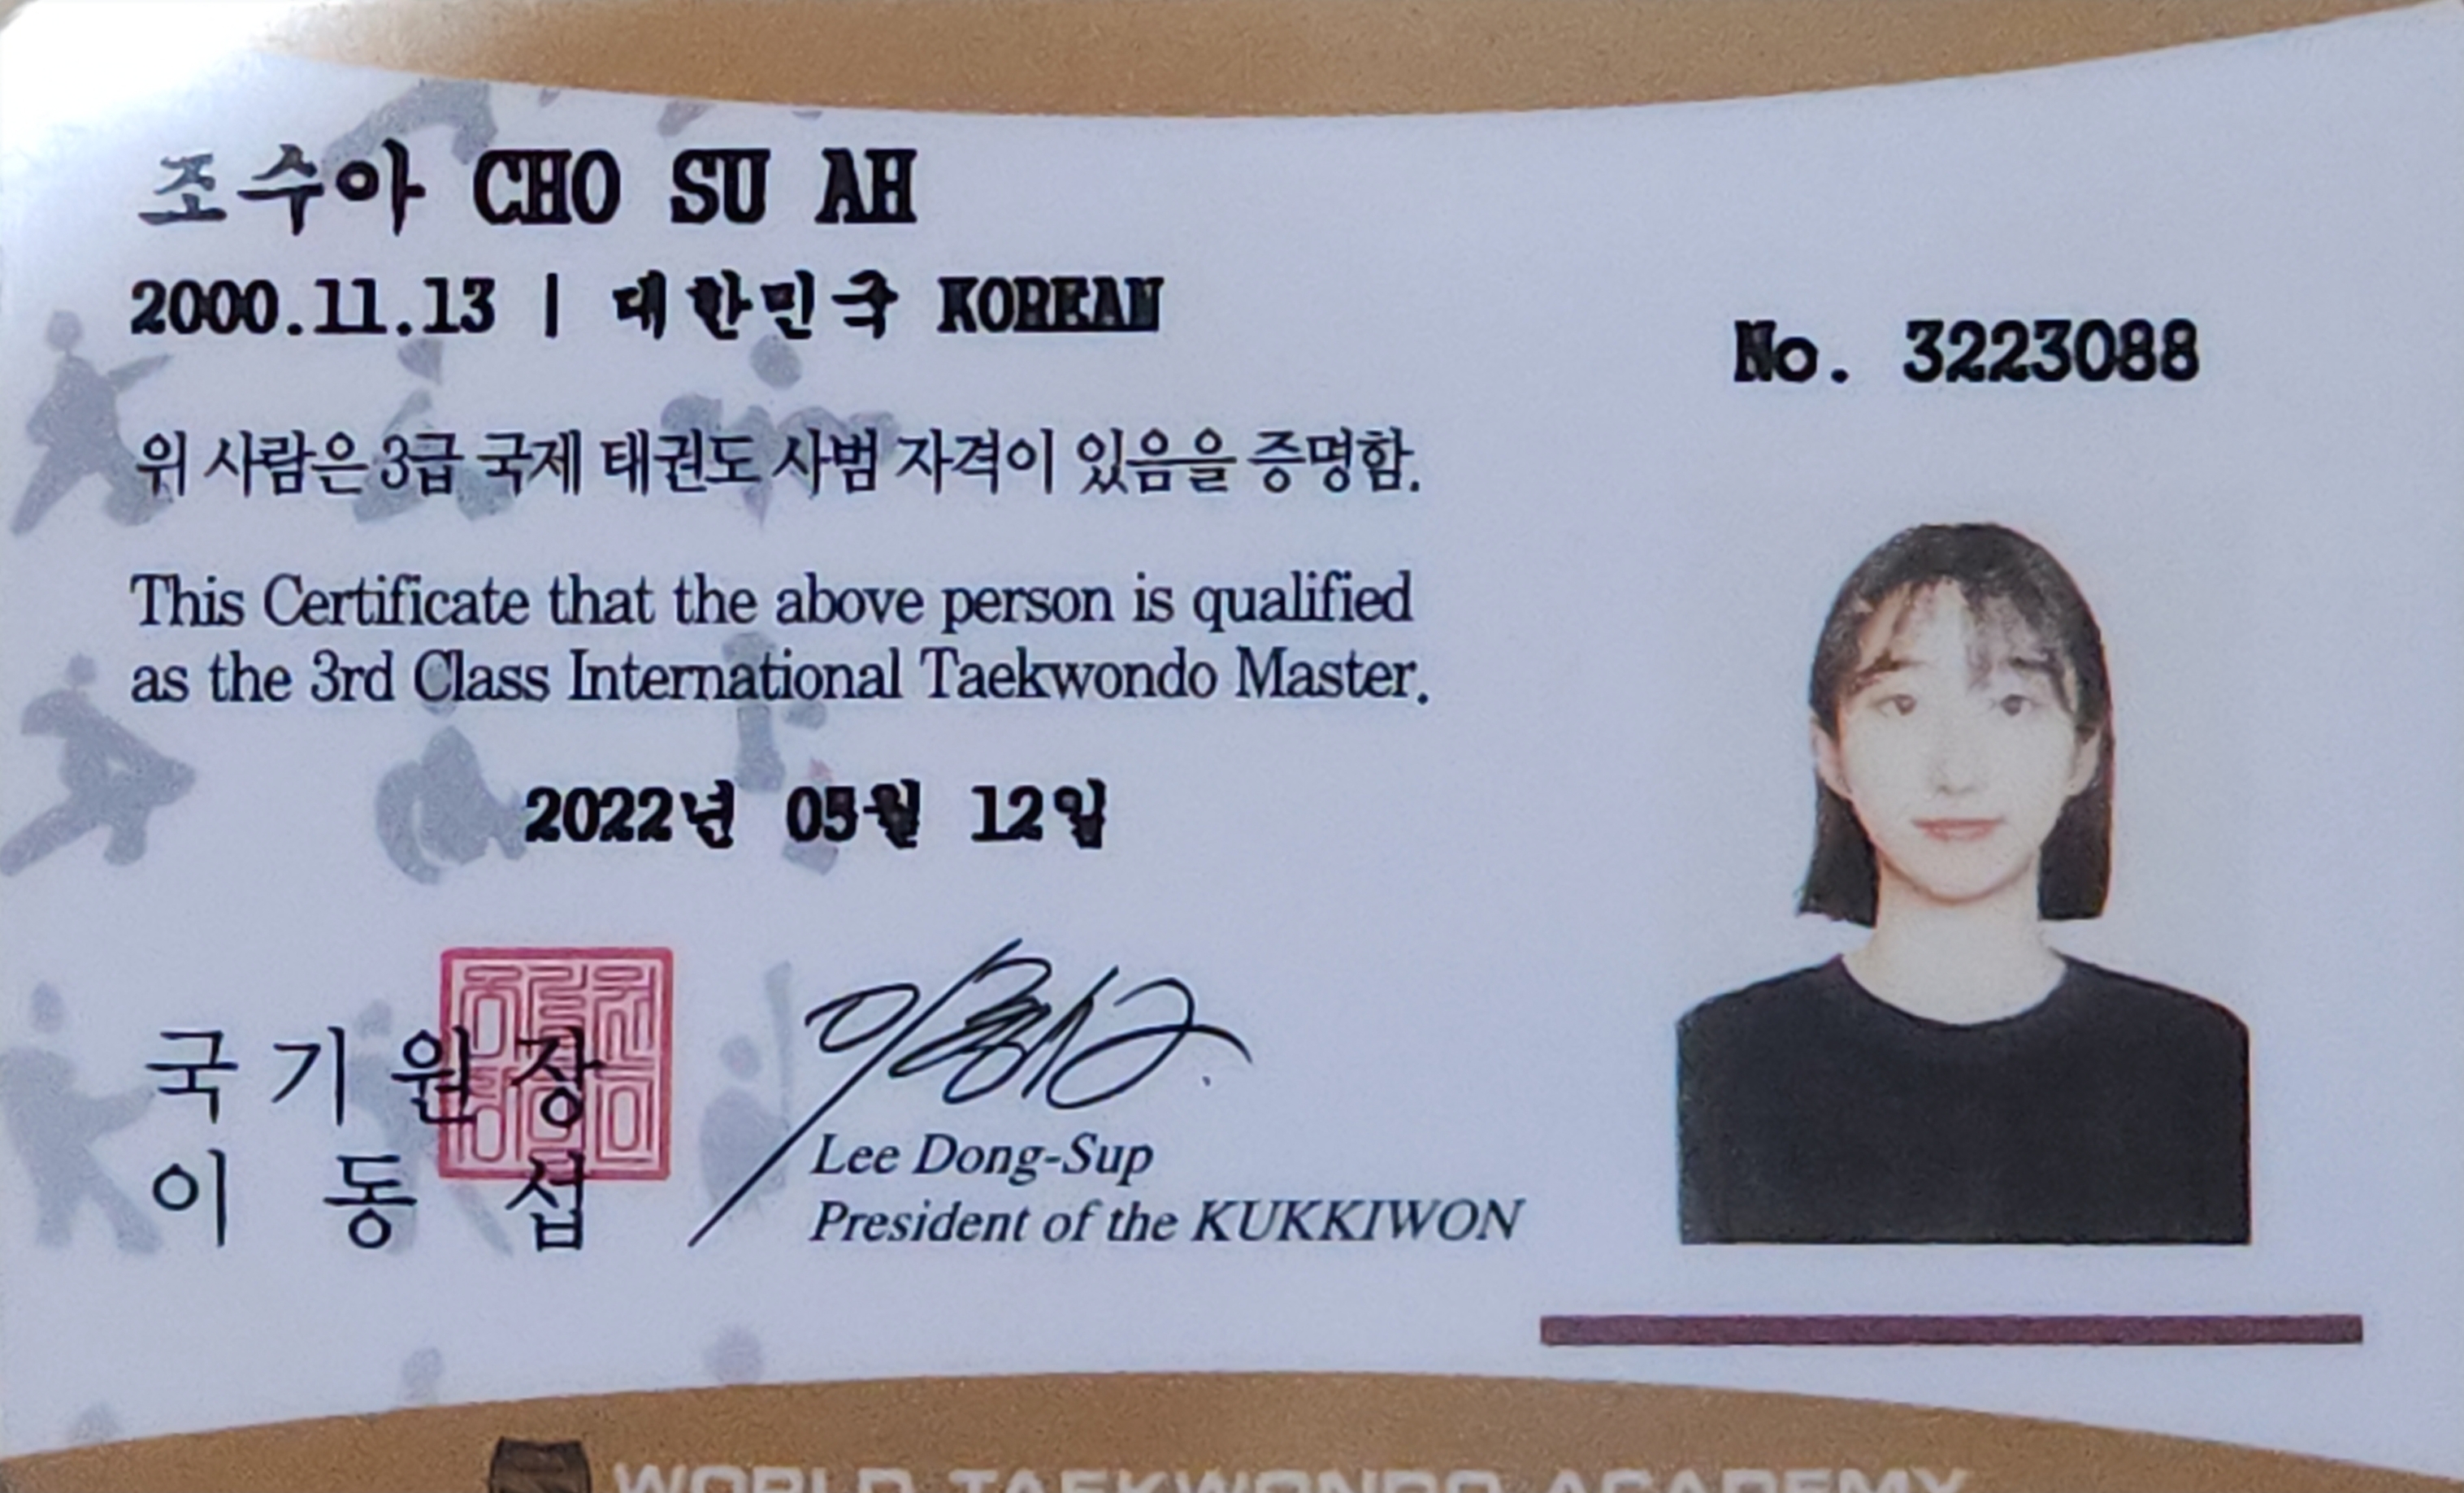 조수아 CHO SU AH
2000.11.13 | 대한민국 KOREAN
No. 3223088
위 사람은 3급 국제 태권도 사범 자격이 있음을 증명함.
This Certificate that the above person is qualified
as the 3rd Class International Taekwondo Master.
2022년 05월 12일
국기원장
이동섭
Lee Dong-Sup
President of the KUKKIWON
WORLD TAEKWONDO ACADEMY